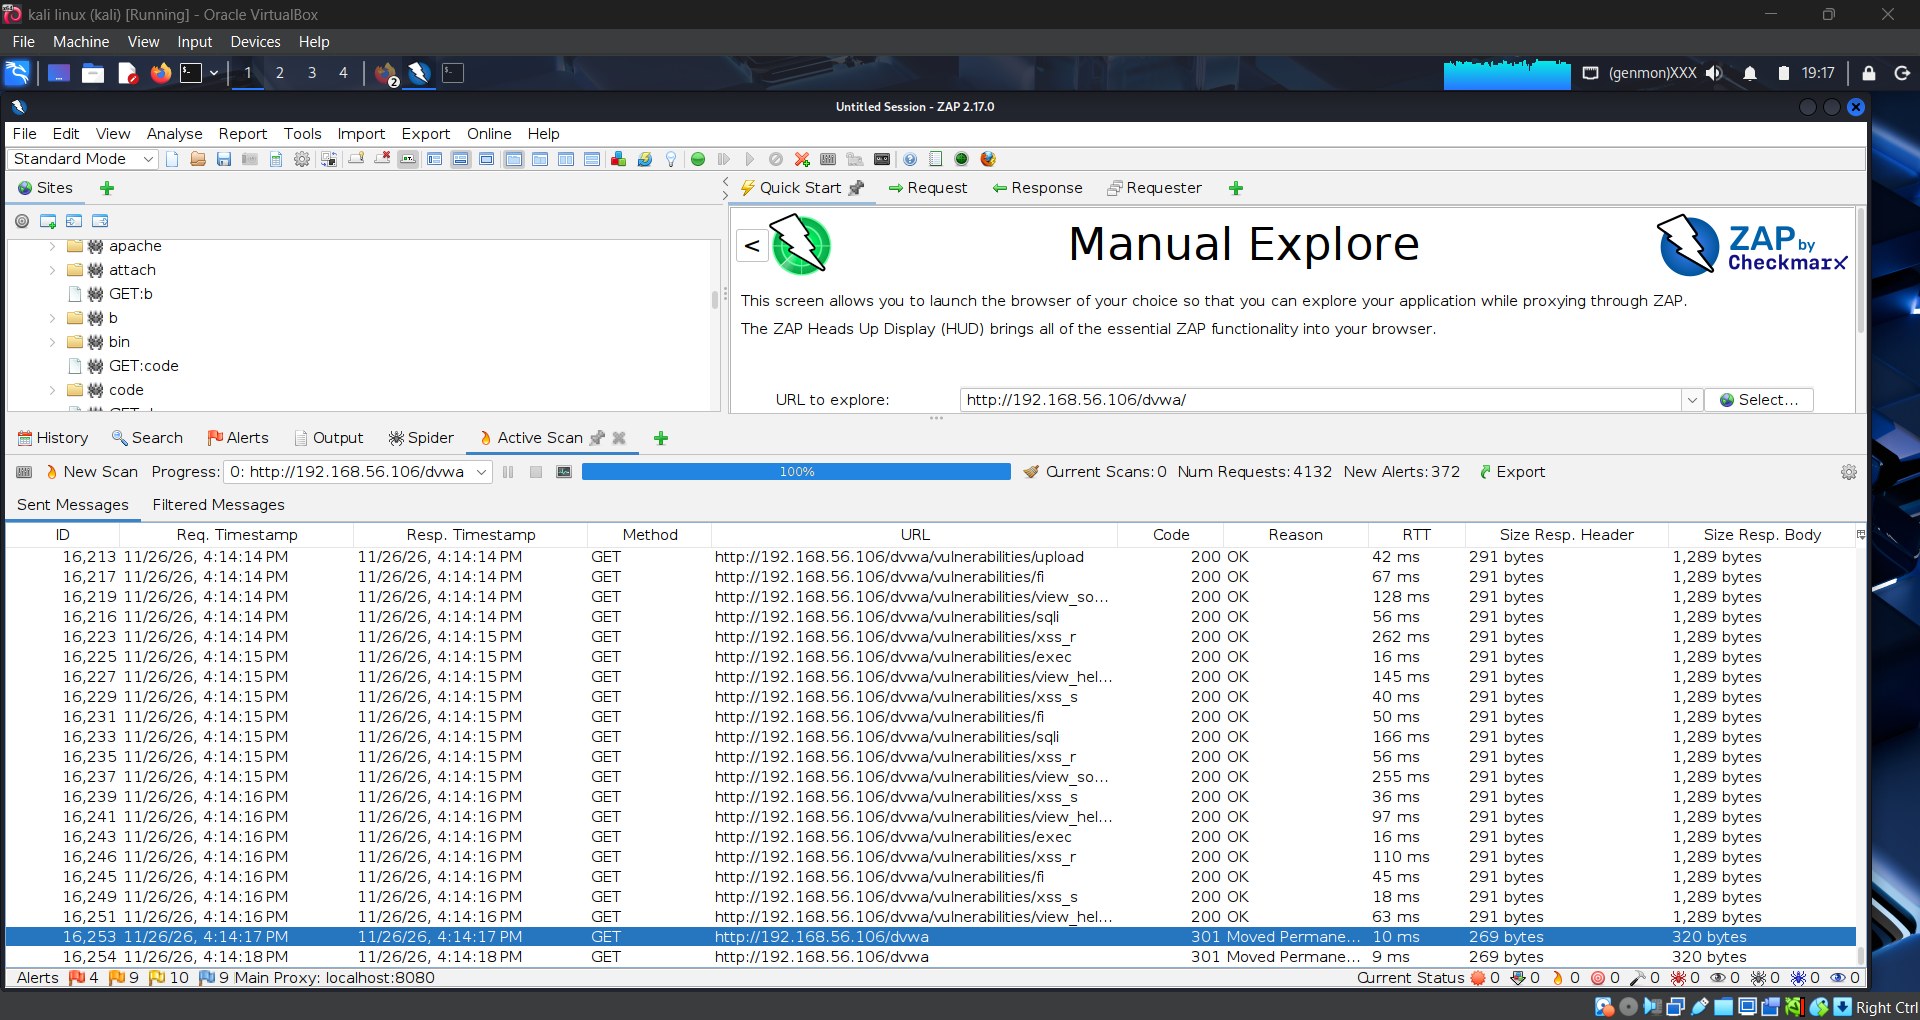 kali linux (kali) [Running] - Oracle VirtualBox
File Machine View Input Devices Help
1 2 3 4 2 (genmon)XXX 19:17
Untitled Session - ZAP 2.17.0
File Edit View Analyse Report Tools Import Export Online Help
Standard Mode
Sites
Quick Start Request Response Requester
apache
attach
GET:b
b
bin
GET:code
code
< Manual Explore
ZAP by Checkmarx
This screen allows you to launch the browser of your choice so that you can explore your application while proxying through ZAP.
The ZAP Heads Up Display (HUD) brings all of the essential ZAP functionality into your browser.
URL to explore: http://192.168.56.106/dvwa/ Select...
History Search Alerts Output Spider Active Scan
New Scan Progress: 0: http://192.168.56.106/dvwa 100% Current Scans: 0 Num Requests: 4132 New Alerts: 372 Export
Sent Messages Filtered Messages
ID Req. Timestamp Resp. Timestamp Method URL Code Reason RTT Size Resp. Header Size Resp. Body
16,213 11/26/26, 4:14:14 PM 11/26/26, 4:14:14 PM GET http://192.168.56.106/dvwa/vulnerabilities/upload 200 OK 42 ms 291 bytes 1,289 bytes
16,217 11/26/26, 4:14:14 PM 11/26/26, 4:14:14 PM GET http://192.168.56.106/dvwa/vulnerabilities/fi 200 OK 67 ms 291 bytes 1,289 bytes
16,219 11/26/26, 4:14:14 PM 11/26/26, 4:14:14 PM GET http://192.168.56.106/dvwa/vulnerabilities/view_so... 200 OK 128 ms 291 bytes 1,289 bytes
16,216 11/26/26, 4:14:14 PM 11/26/26, 4:14:14 PM GET http://192.168.56.106/dvwa/vulnerabilities/sqli 200 OK 56 ms 291 bytes 1,289 bytes
16,223 11/26/26, 4:14:14 PM 11/26/26, 4:14:15 PM GET http://192.168.56.106/dvwa/vulnerabilities/xss_r 200 OK 262 ms 291 bytes 1,289 bytes
16,225 11/26/26, 4:14:15 PM 11/26/26, 4:14:15 PM GET http://192.168.56.106/dvwa/vulnerabilities/exec 200 OK 16 ms 291 bytes 1,289 bytes
16,227 11/26/26, 4:14:15 PM 11/26/26, 4:14:15 PM GET http://192.168.56.106/dvwa/vulnerabilities/view_hel... 200 OK 145 ms 291 bytes 1,289 bytes
16,229 11/26/26, 4:14:15 PM 11/26/26, 4:14:15 PM GET http://192.168.56.106/dvwa/vulnerabilities/xss_s 200 OK 40 ms 291 bytes 1,289 bytes
16,231 11/26/26, 4:14:15 PM 11/26/26, 4:14:15 PM GET http://192.168.56.106/dvwa/vulnerabilities/fi 200 OK 50 ms 291 bytes 1,289 bytes
16,233 11/26/26, 4:14:15 PM 11/26/26, 4:14:15 PM GET http://192.168.56.106/dvwa/vulnerabilities/sqli 200 OK 166 ms 291 bytes 1,289 bytes
16,235 11/26/26, 4:14:15 PM 11/26/26, 4:14:15 PM GET http://192.168.56.106/dvwa/vulnerabilities/xss_r 200 OK 56 ms 291 bytes 1,289 bytes
16,237 11/26/26, 4:14:15 PM 11/26/26, 4:14:15 PM GET http://192.168.56.106/dvwa/vulnerabilities/view_so... 200 OK 255 ms 291 bytes 1,289 bytes
16,239 11/26/26, 4:14:16 PM 11/26/26, 4:14:16 PM GET http://192.168.56.106/dvwa/vulnerabilities/xss_s 200 OK 36 ms 291 bytes 1,289 bytes
16,241 11/26/26, 4:14:16 PM 11/26/26, 4:14:16 PM GET http://192.168.56.106/dvwa/vulnerabilities/view_hel... 200 OK 97 ms 291 bytes 1,289 bytes
16,243 11/26/26, 4:14:16 PM 11/26/26, 4:14:16 PM GET http://192.168.56.106/dvwa/vulnerabilities/exec 200 OK 16 ms 291 bytes 1,289 bytes
16,246 11/26/26, 4:14:16 PM 11/26/26, 4:14:16 PM GET http://192.168.56.106/dvwa/vulnerabilities/xss_r 200 OK 110 ms 291 bytes 1,289 bytes
16,245 11/26/26, 4:14:16 PM 11/26/26, 4:14:16 PM GET http://192.168.56.106/dvwa/vulnerabilities/fi 200 OK 45 ms 291 bytes 1,289 bytes
16,249 11/26/26, 4:14:16 PM 11/26/26, 4:14:16 PM GET http://192.168.56.106/dvwa/vulnerabilities/xss_s 200 OK 18 ms 291 bytes 1,289 bytes
16,251 11/26/26, 4:14:16 PM 11/26/26, 4:14:16 PM GET http://192.168.56.106/dvwa/vulnerabilities/view_hel... 200 OK 63 ms 291 bytes 1,289 bytes
16,253 11/26/26, 4:14:17 PM 11/26/26, 4:14:17 PM GET http://192.168.56.106/dvwa 301 Moved Permane... 10 ms 269 bytes 320 bytes
16,254 11/26/26, 4:14:18 PM 11/26/26, 4:14:18 PM GET http://192.168.56.106/dvwa 301 Moved Permane... 9 ms 269 bytes 320 bytes
Alerts 4 9 10 9 Main Proxy: localhost:8080 Current Status 0 0 0 0 0 0 0 0 0 0
Right Ctrl